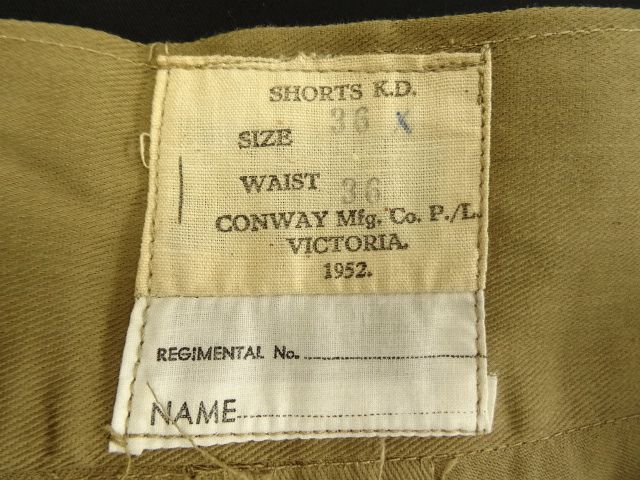 SHORTS K.D.
SIZE 36 X
WAIST 36
CONWAY Mfg. Co. P./L.
VICTORIA.
1952.
REGIMENTAL No.
NAME